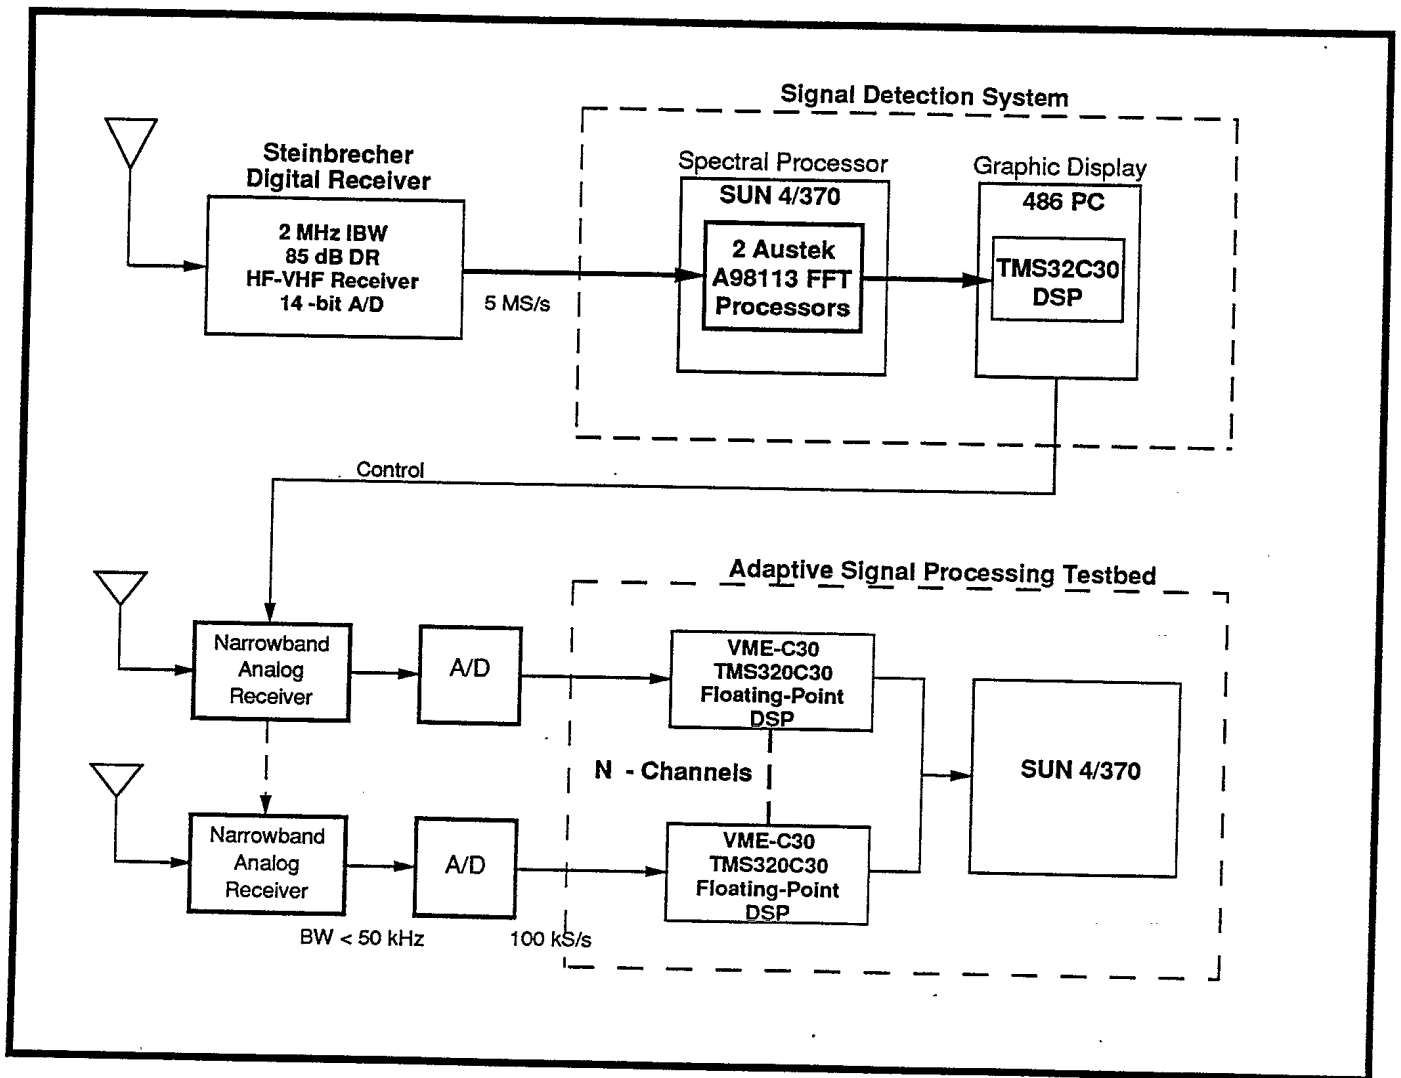 Signal Detection System
Steinbrecher
Digital Receiver
2 MHz IBW
85 dB DR
HF-VHF Receiver
14 -bit A/D
5 MS/s
Spectral Processor
SUN 4/370
2 Austek
A98113 FFT
Processors
Graphic Display
486 PC
TMS32C30
DSP
Control
Adaptive Signal Processing Testbed
Narrowband
Analog
Receiver
A/D
VME-C30
TMS320C30
Floating-Point
DSP
N - Channels
SUN 4/370
Narrowband
Analog
Receiver
A/D
VME-C30
TMS320C30
Floating-Point
DSP
BW < 50 kHz
100 kS/s